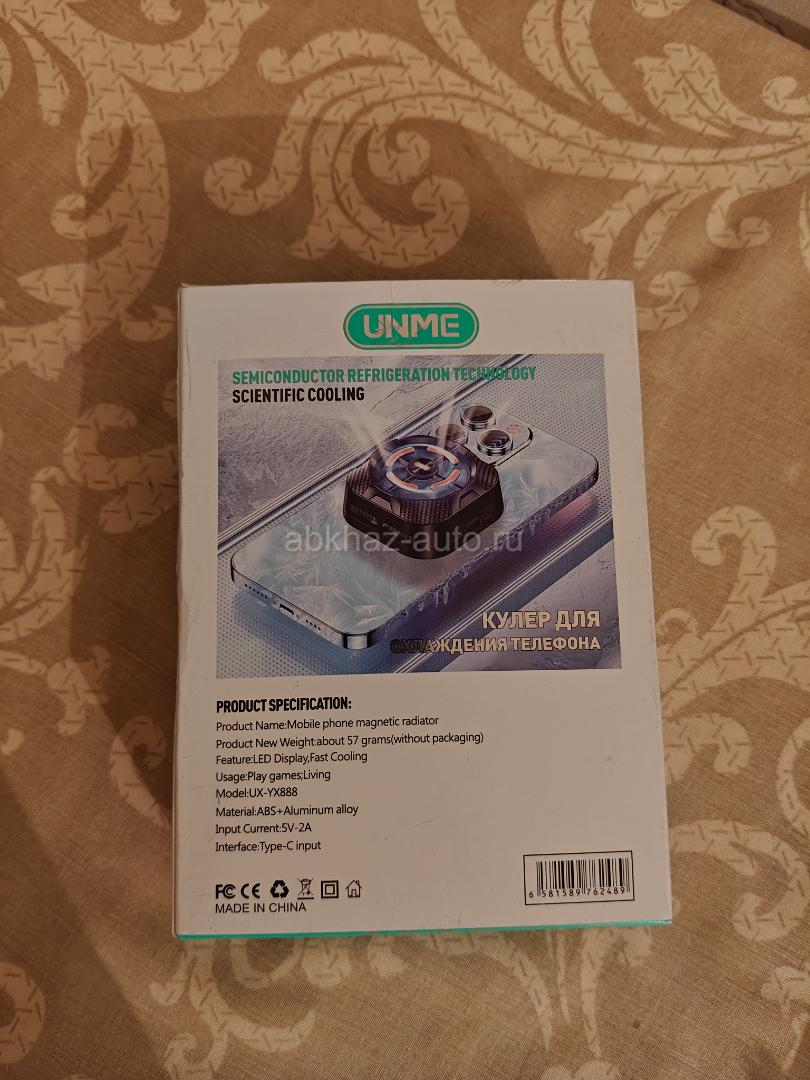 UNME
SEMICONDUCTOR REFRIGERATION TECHNOLOGY
SCIENTIFIC COOLING
abkhaz-auto.ru
КУЛЕР ДЛЯ
ОХЛАЖДЕНИЯ ТЕЛЕФОНА
PRODUCT SPECIFICATION:
Product Name:Mobile phone magnetic radiator
Product New Weight:about 57 grams(without packaging)
Feature:LED Display,Fast Cooling
Usage:Play games;Living
Model:UX-YX888
Material:ABS+Aluminum alloy
Input Current:5V-2A
Interface:Type-C input
FC CE
MADE IN CHINA
6 581589 762489